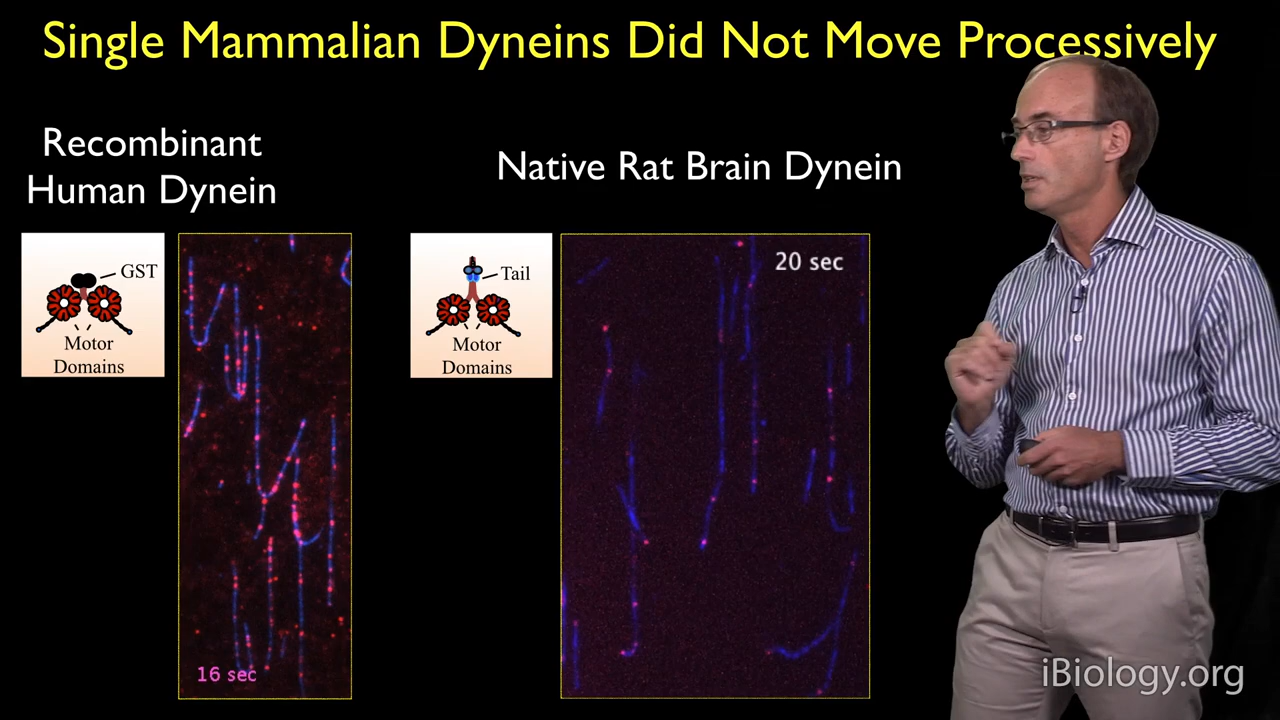 Single Mammalian Dyneins Did Not Move Processively
Recombinant
Human Dynein
Native Rat Brain Dynein
GST
Motor
Domains
16 sec
Tail
Motor
Domains
20 sec
iBiology.org